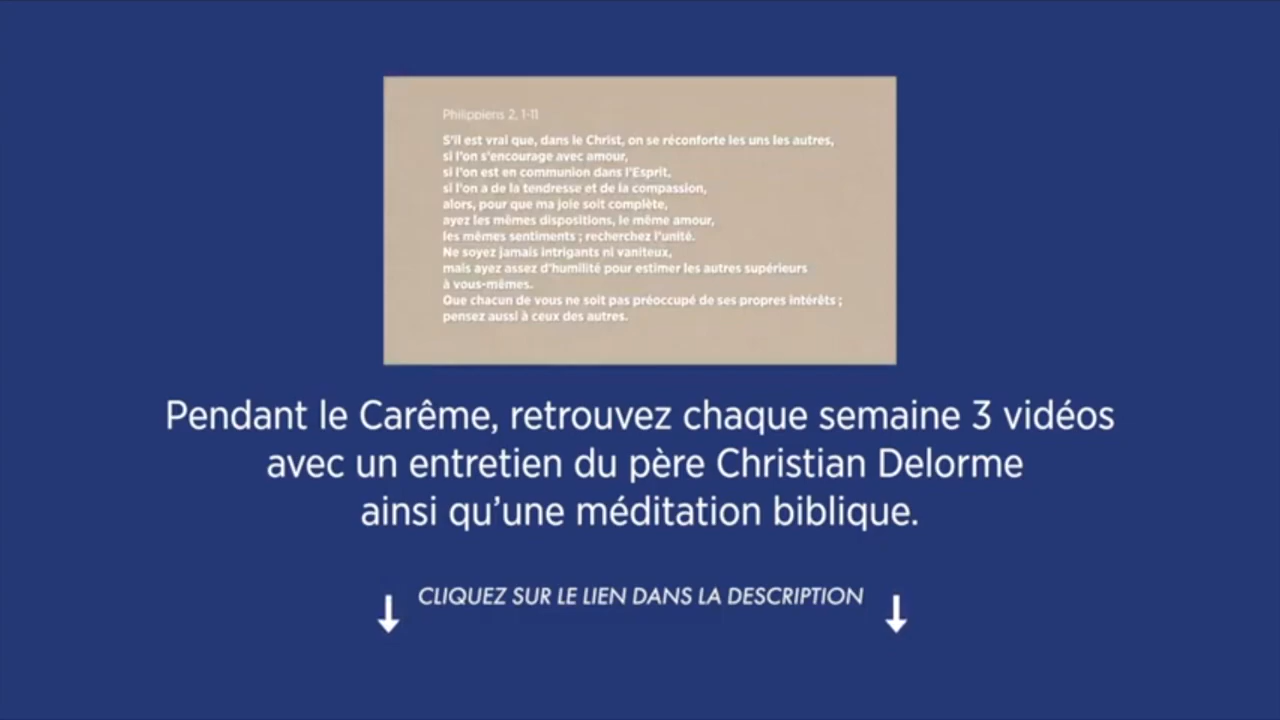 Philippiens 2, 1-11
S'il est vrai que, dans le Christ, on se réconforte les uns les autres,
si l'on s'encourage avec amour,
si l'on est en communion dans l'Esprit,
si l'on a de la tendresse et de la compassion,
alors, pour que ma joie soit complète,
ayez les mêmes dispositions, le même amour,
les mêmes sentiments ; recherchez l'unité.
Ne soyez jamais intrigants ni vaniteux,
mais ayez assez d'humilité pour estimer les autres supérieurs
à vous-mêmes.
Que chacun de vous ne soit pas préoccupé de ses propres intérêts ;
pensez aussi à ceux des autres.
Pendant le Carême, retrouvez chaque semaine 3 vidéos
avec un entretien du père Christian Delorme
ainsi qu’une méditation biblique.
CLIQUEZ SUR LE LIEN DANS LA DESCRIPTION